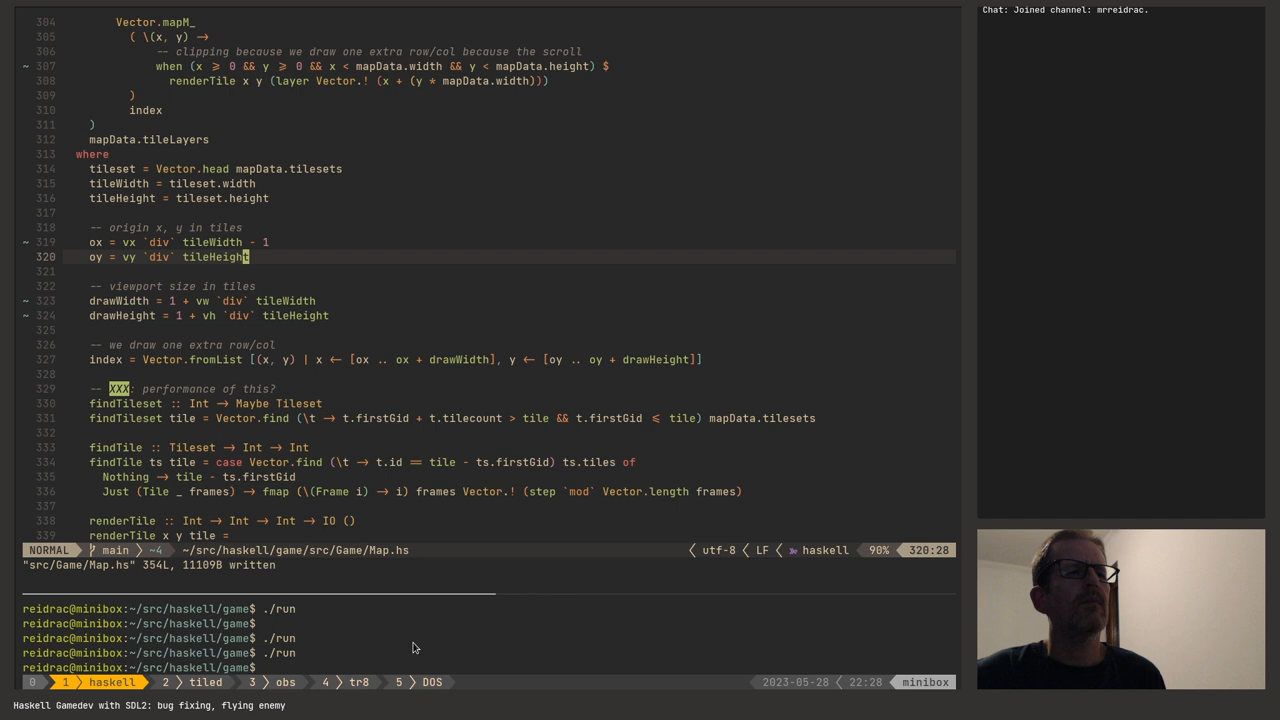 304         Vector.mapM_
305           ( \(x, y) →
306               -- clipping because we draw one extra row/col because the scroll
~ 307               when (x ⩾ 0 && y ⩾ 0 && x < mapData.width && y < mapData.height) $
308                 renderTile x y (layer Vector.! (x + (y * mapData.width)))
309           )
310           index
311     )
312     mapData.tileLayers
313   where
314     tileset = Vector.head mapData.tilesets
315     tileWidth = tileset.width
316     tileHeight = tileset.height
317
318     -- origin x, y in tiles
~ 319     ox = vx `div` tileWidth - 1
320     oy = vy `div` tileHeight
321
322     -- viewport size in tiles
~ 323     drawWidth = 1 + vw `div` tileWidth
~ 324     drawHeight = 1 + vh `div` tileHeight
325
326     -- we draw one extra row/col
327     index = Vector.fromList [(x, y) | x ← [ox .. ox + drawWidth], y ← [oy .. oy + drawHeight]]
328
329     -- XXX: performance of this?
330     findTileset :: Int → Maybe Tileset
331     findTileset tile = Vector.find (\t → t.firstGid + t.tilecount > tile && t.firstGid ⩽ tile) mapData.tilesets
332
333     findTile :: Tileset → Int → Int
334     findTile ts tile = case Vector.find (\t → t.id == tile - ts.firstGid) ts.tiles of
335       Nothing → tile - ts.firstGid
336       Just (Tile _ frames) → fmap (\(Frame i) → i) frames Vector.! (step `mod` Vector.length frames)
337
338     renderTile :: Int → Int → Int → IO ()
339     renderTile x y tile =
NORMAL main ~4 ~/src/haskell/game/src/Game/Map.hs utf-8 LF haskell 90% 320:28
"src/Game/Map.hs" 354L, 11109B written
reidrac@minibox:~/src/haskell/game$ ./run
reidrac@minibox:~/src/haskell/game$
reidrac@minibox:~/src/haskell/game$ ./run
reidrac@minibox:~/src/haskell/game$ ./run
reidrac@minibox:~/src/haskell/game$
0 1 haskell 2 tiled 3 obs 4 tr8 5 DOS 2023-05-28 22:28 minibox
Haskell Gamedev with SDL2: bug fixing, flying enemy
Chat: Joined channel: mrreidrac.